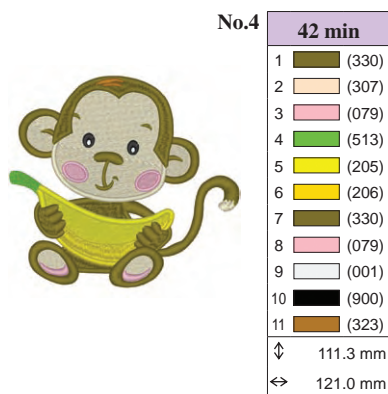 No.4
42 min
1 (330)
2 (307)
3 (079)
4 (513)
5 (205)
6 (206)
7 (330)
8 (079)
9 (001)
10 (900)
11 (323)
111.3 mm
121.0 mm